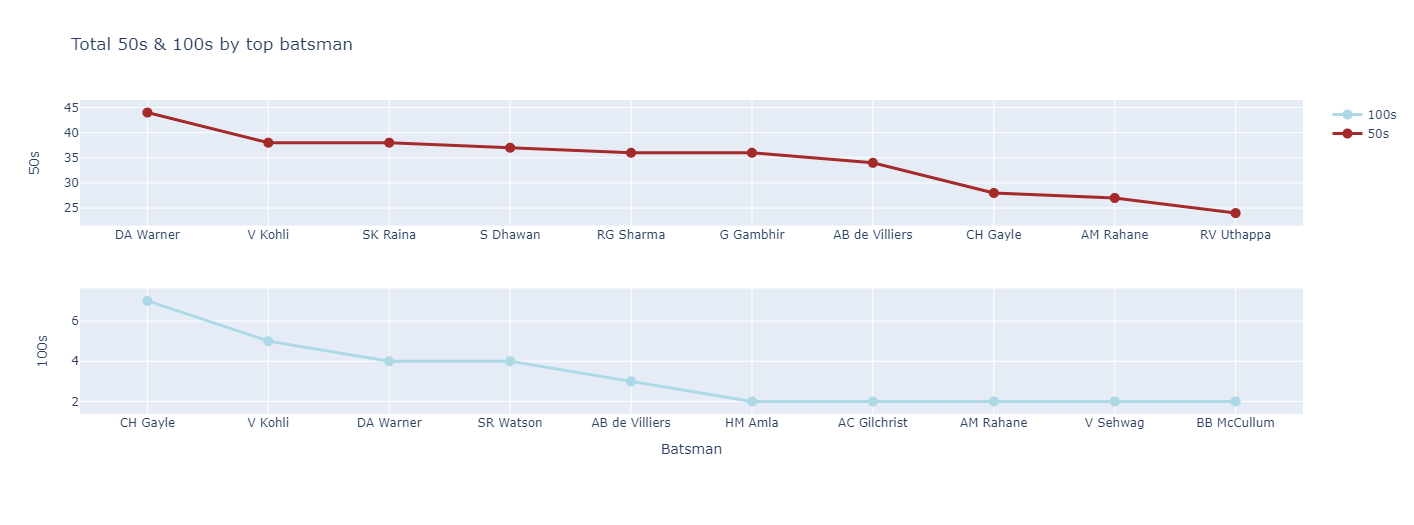 Total 50s & 100s by top batsman
100s
50s
45
40
35
30
25
50s
DA Warner V Kohli SK Raina S Dhawan RG Sharma G Gambhir AB de Villiers CH Gayle AM Rahane RV Uthappa
6
4
2
100s
CH Gayle V Kohli DA Warner SR Watson AB de Villiers HM Amla AC Gilchrist AM Rahane V Sehwag BB McCullum
Batsman